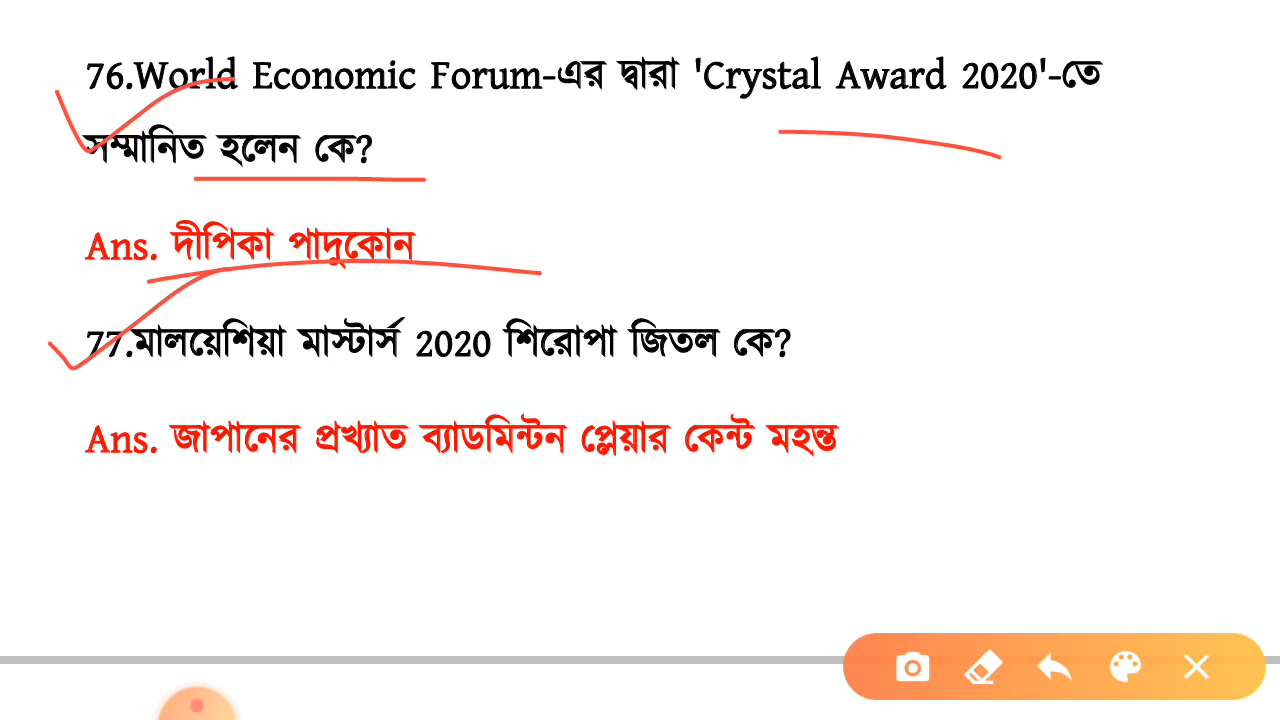 76.World Economic Forum-এর দ্বারা 'Crystal Award 2020'-তে
সম্মানিত হলেন কে?
Ans. দীপিকা পাদুকোন
77.মালয়েশিয়া মাস্টার্স 2020 শিরোপা জিতল কে?
Ans. জাপানের প্রখ্যাত ব্যাডমিন্টন প্লেয়ার কেন্ট মহন্ত